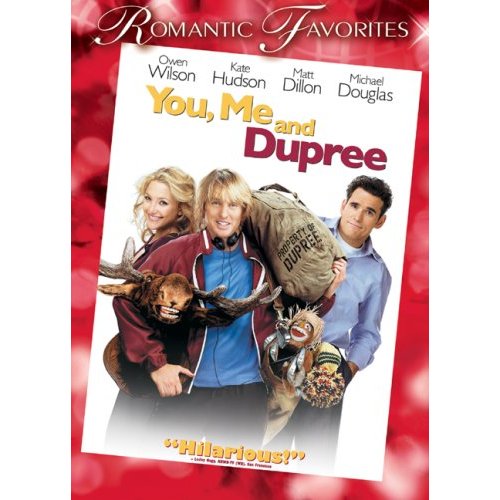 ROMANTIC FAVORITES
Owen Wilson
Kate Hudson
Matt Dillon
Michael Douglas
You, Me and
Dupree
PROPERTY OF
DUPREE
“Hilarious!”